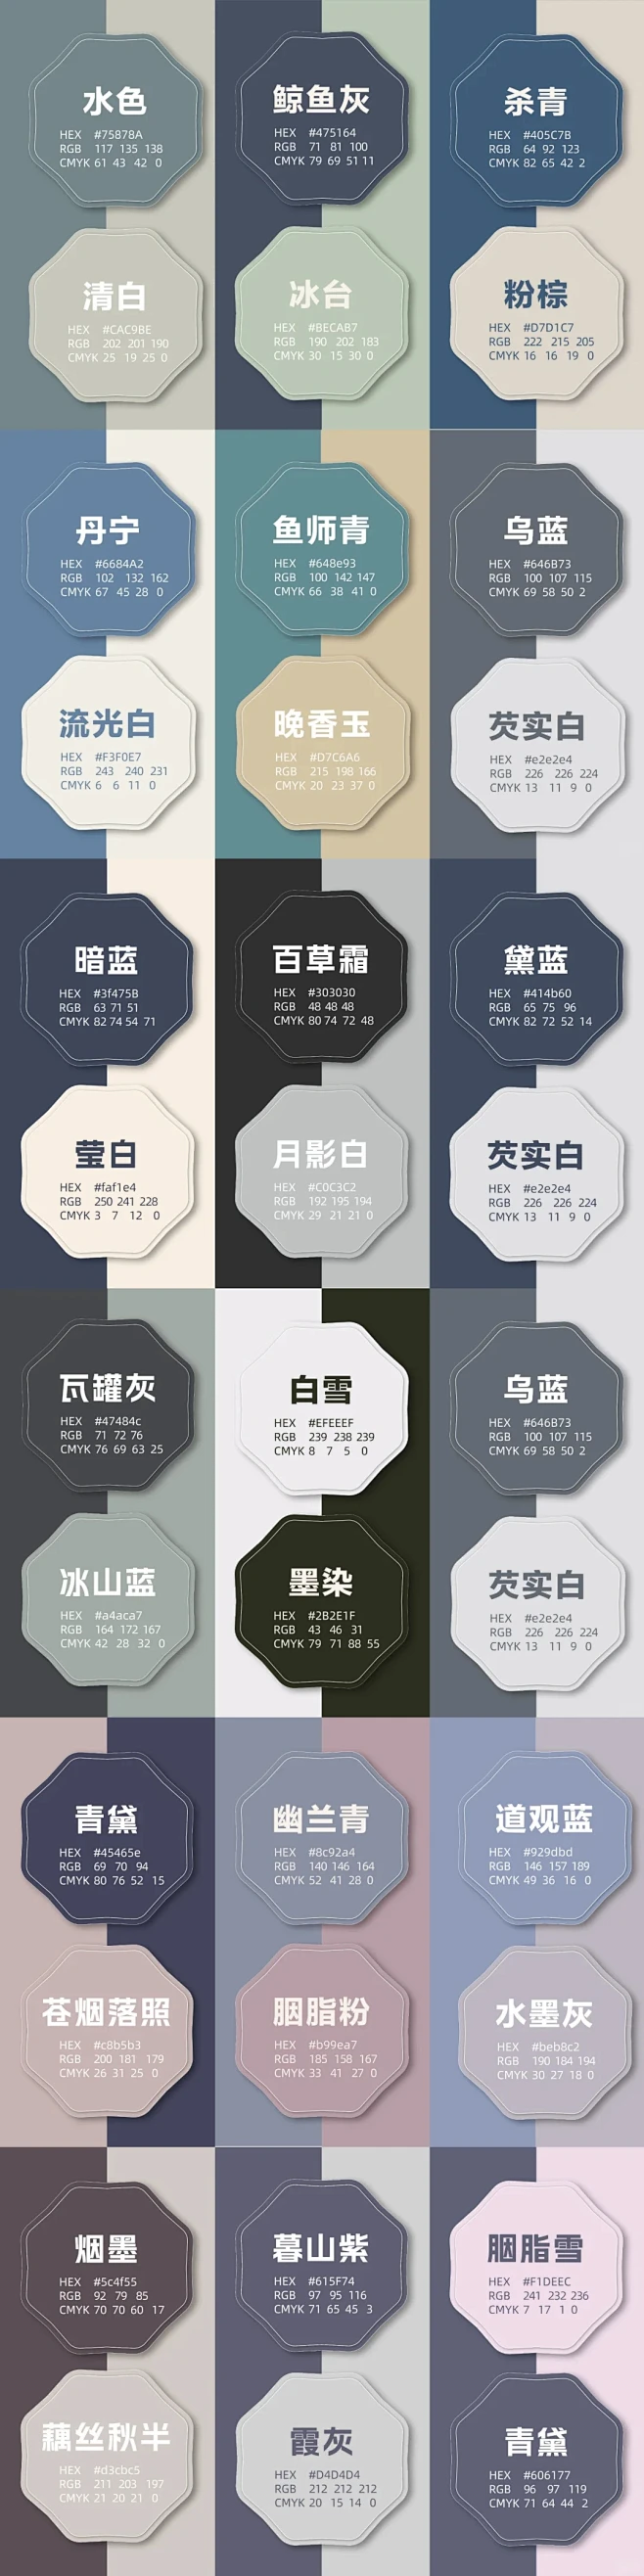 水色
HEX #75878A
RGB 117 135 138
CMYK 61 43 42 0
清白
HEX #CAC9BE
RGB 202 201 190
CMYK 25 19 25 0
鲸鱼灰
HEX #475164
RGB 71 81 100
CMYK 79 69 51 11
冰台
HEX #BECAB7
RGB 190 202 183
CMYK 30 15 30 0
杀青
HEX #405C7B
RGB 64 92 123
CMYK 82 65 42 2
粉棕
HEX #D7D1C7
RGB 222 215 205
CMYK 16 16 19 0
丹宁
HEX #6684A2
RGB 102 132 162
CMYK 67 45 28 0
流光白
HEX #F3F0E7
RGB 243 240 231
CMYK 6 6 11 0
鱼师青
HEX #648e93
RGB 100 142 147
CMYK 66 38 41 0
晚香玉
HEX #D7C6A6
RGB 215 198 166
CMYK 20 23 37 0
乌蓝
HEX #646B73
RGB 100 107 115
CMYK 69 58 50 2
芡实白
HEX #e2e2e4
RGB 226 226 224
CMYK 13 11 9 0
暗蓝
HEX #3f475B
RGB 63 71 51
CMYK 82 74 54 71
莹白
HEX #faf1e4
RGB 250 241 228
CMYK 3 7 12 0
百草霜
HEX #303030
RGB 48 48 48
CMYK 80 74 72 48
月影白
HEX #C0C3C2
RGB 192 195 194
CMYK 29 21 21 0
黛蓝
HEX #414b60
RGB 65 75 96
CMYK 82 72 52 14
芡实白
HEX #e2e2e4
RGB 226 226 224
CMYK 13 11 9 0
瓦罐灰
HEX #47484c
RGB 71 72 76
CMYK 76 69 63 25
冰山蓝
HEX #a4aca7
RGB 164 172 167
CMYK 42 28 32 0
白雪
HEX #EFEEEF
RGB 239 238 239
CMYK 8 7 5 0
墨染
HEX #2B2E1F
RGB 43 46 31
CMYK 79 71 88 55
乌蓝
HEX #646B73
RGB 100 107 115
CMYK 69 58 50 2
芡实白
HEX #e2e2e4
RGB 226 226 224
CMYK 13 11 9 0
青黛
HEX #45465e
RGB 69 70 94
CMYK 80 76 52 15
苍烟落照
HEX #c8b5b3
RGB 200 181 179
CMYK 26 31 25 0
幽兰青
HEX #8c92a4
RGB 140 146 164
CMYK 52 41 28 0
胭脂粉
HEX #b99ea7
RGB 185 158 167
CMYK 33 41 27 0
道观蓝
HEX #929dbd
RGB 146 157 189
CMYK 49 36 16 0
水墨灰
HEX #beb8c2
RGB 190 184 194
CMYK 30 27 18 0
烟墨
HEX #5c4f55
RGB 92 79 85
CMYK 70 70 60 17
藕丝秋半
HEX #d3cbc5
RGB 211 203 197
CMYK 21 20 21 0
暮山紫
HEX #615F74
RGB 97 95 116
CMYK 71 65 45 3
霞灰
HEX #D4D4D4
RGB 212 212 212
CMYK 20 15 14 0
胭脂雪
HEX #F1DEEC
RGB 241 232 236
CMYK 7 17 1 0
青黛
HEX #606177
RGB 96 97 119
CMYK 71 64 44 2